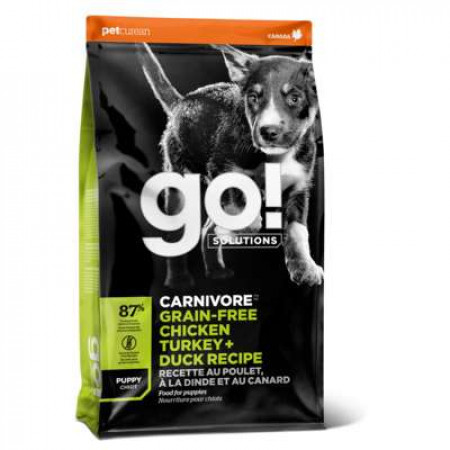 petcurean
CANADA
go!
SOLUTIONS
CARNIVORE™
GRAIN-FREE
CHICKEN
TURKEY+
DUCK RECIPE
RECETTE AU POULET,
À LA DINDE ET AU CANARD
Food for puppies
Nourriture pour chiots
87%
PUPPY
CHIOT